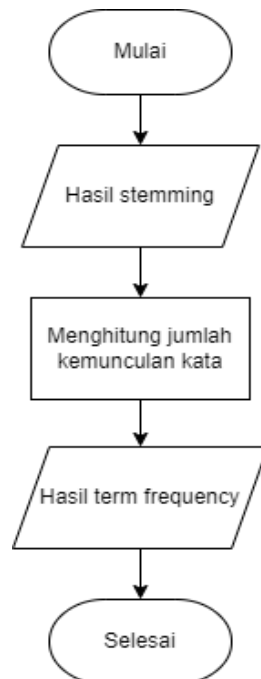 Mulai
Hasil stemming
Menghitung jumlah
kemunculan kata
Hasil term frequency
Selesai